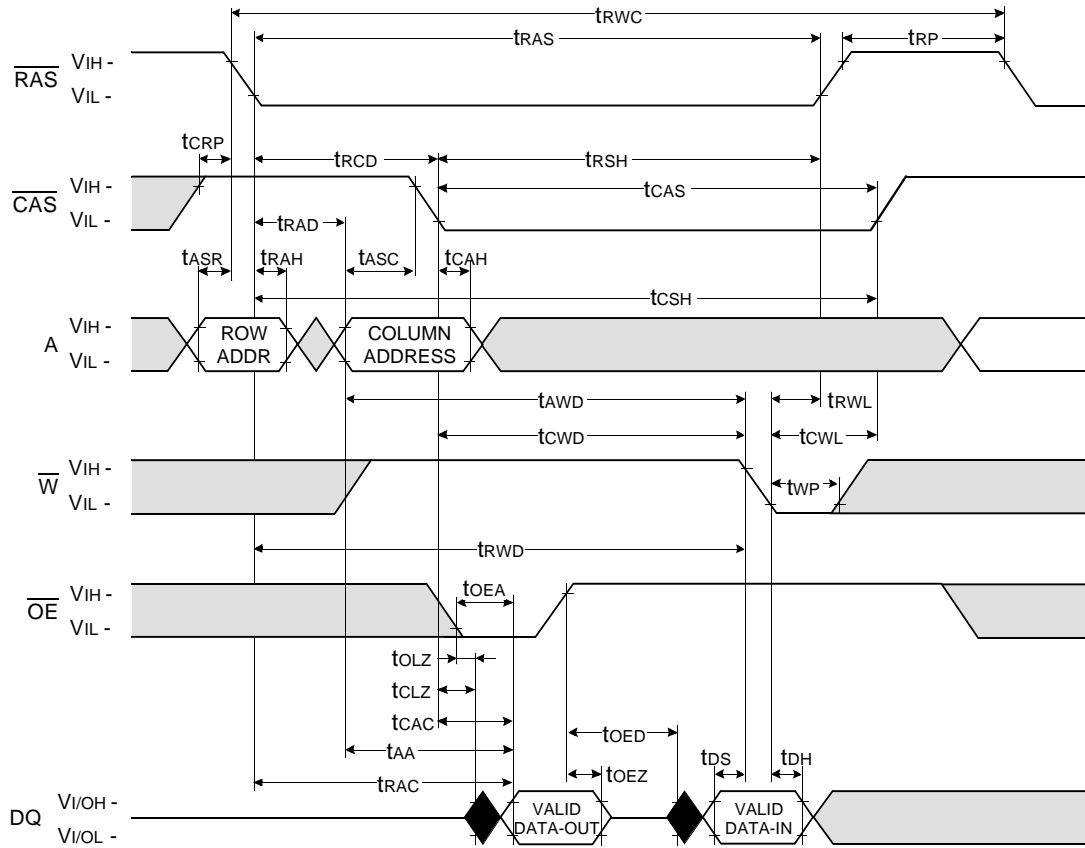 tRWC
tRAS
tRP
RAS
VIH -
VIL -
tCRP
tRCD
tRSH
CAS
VIH -
VIL -
tCAS
tRAD
tASR
tRAH
tASC
tCAH
tCSH
A
VIH -
VIL -
ROW
ADDR
COLUMN
ADDRESS
tAWD
tRWL
tCWD
tCWL
W
VIH -
VIL -
tWP
tRWD
OE
VIH -
VIL -
tOEA
tOLZ
tCLZ
tCAC
tOED
tAA
tDS
tDH
tRAC
tOEZ
DQ
VI/OH -
VI/OL -
VALID
DATA-OUT
VALID
DATA-IN